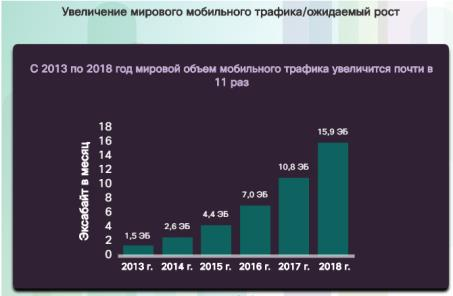 Увеличение мирового мобильного трафика/ожидаемый рост
С 2013 по 2018 год мировой объем мобильного трафика увеличится почти в
11 раз
Эксабайт в месяц
18
16
14
12
10
8
6
4
2
0
1,5 ЭБ
2,6 ЭБ
4,4 ЭБ
7,0 ЭБ
10,8 ЭБ
15,9 ЭБ
2013 г. 2014 г. 2015 г. 2016 г. 2017 г. 2018 г.